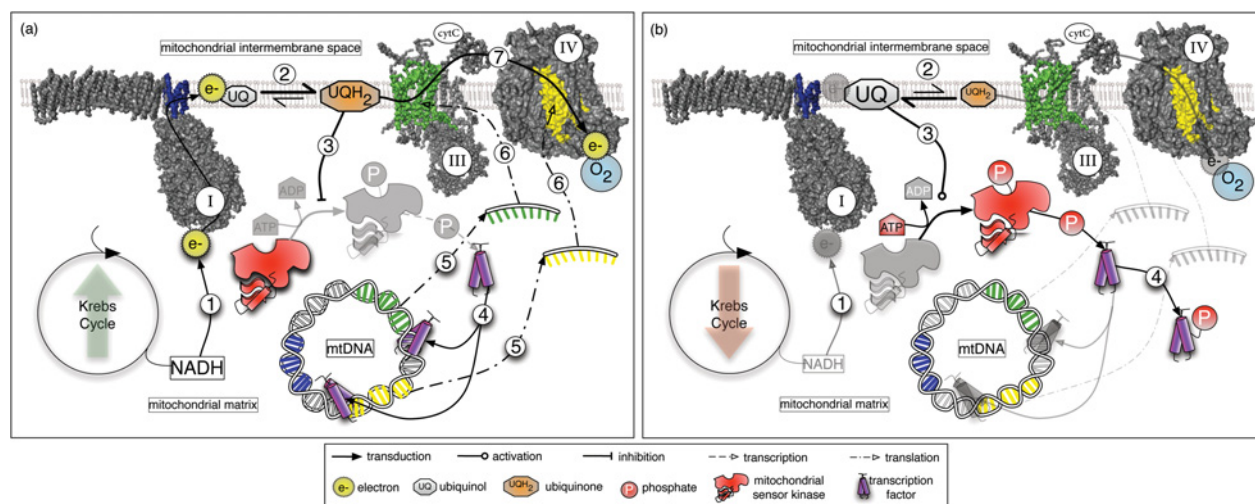 (a)
mitochondrial intermembrane space
cytC
IV
e-
UQ
2
UQH2
7
3
III
6
6
e-
O2
I
ADP
ATP
P
P
e-
1
5
4
5
Krebs
Cycle
NADH
mtDNA
mitochondrial matrix
(b)
mitochondrial intermembrane space
cytC
IV
e-
UQ
2
UQH2
3
III
e-
O2
I
ADP
ATP
P
P
e-
1
4
P
Krebs
Cycle
NADH
mtDNA
mitochondrial matrix
transduction
activation
inhibition
transcription
translation
e- electron
UQ ubiquinol
UQH2 ubiquinone
P phosphate
mitochondrial
sensor kinase
transcription
factor